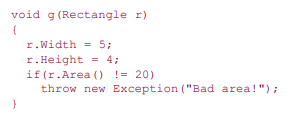 void g(Rectangle r)
{
  r.Width = 5;
  r.Height = 4;
  if(r.Area() != 20)
    throw new Exception("Bad area!");
}